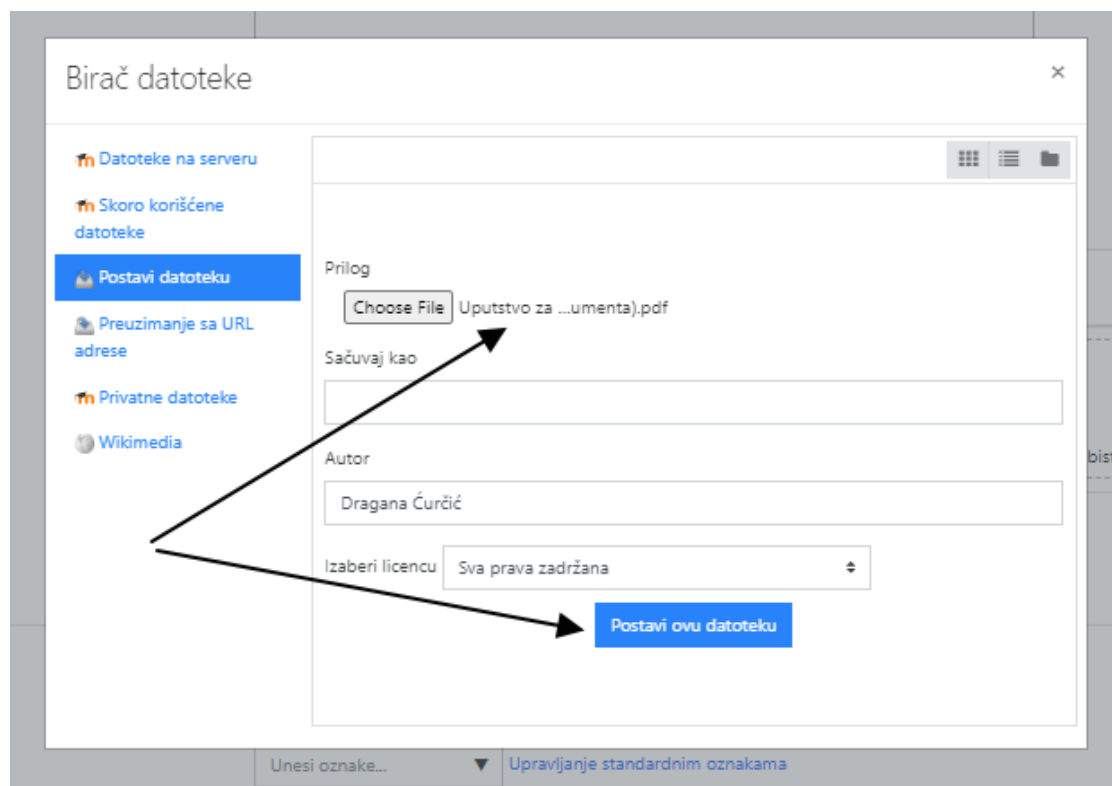 Birač datoteke
×
Datoteke na serveru
Skoro korišćene
datoteke
Postavi datoteku
Preuzimanje sa URL
adrese
Privatne datoteke
Wikimedia
Prilog
Choose File Uputstvo za ...umenta).pdf
Sačuvaj kao
Autor
Dragana Ćurčić
Izaberi licencu Sva prava zadržana
Postavi ovu datoteku
Unesi oznake... ▼ Upravljanje standardnim oznakama